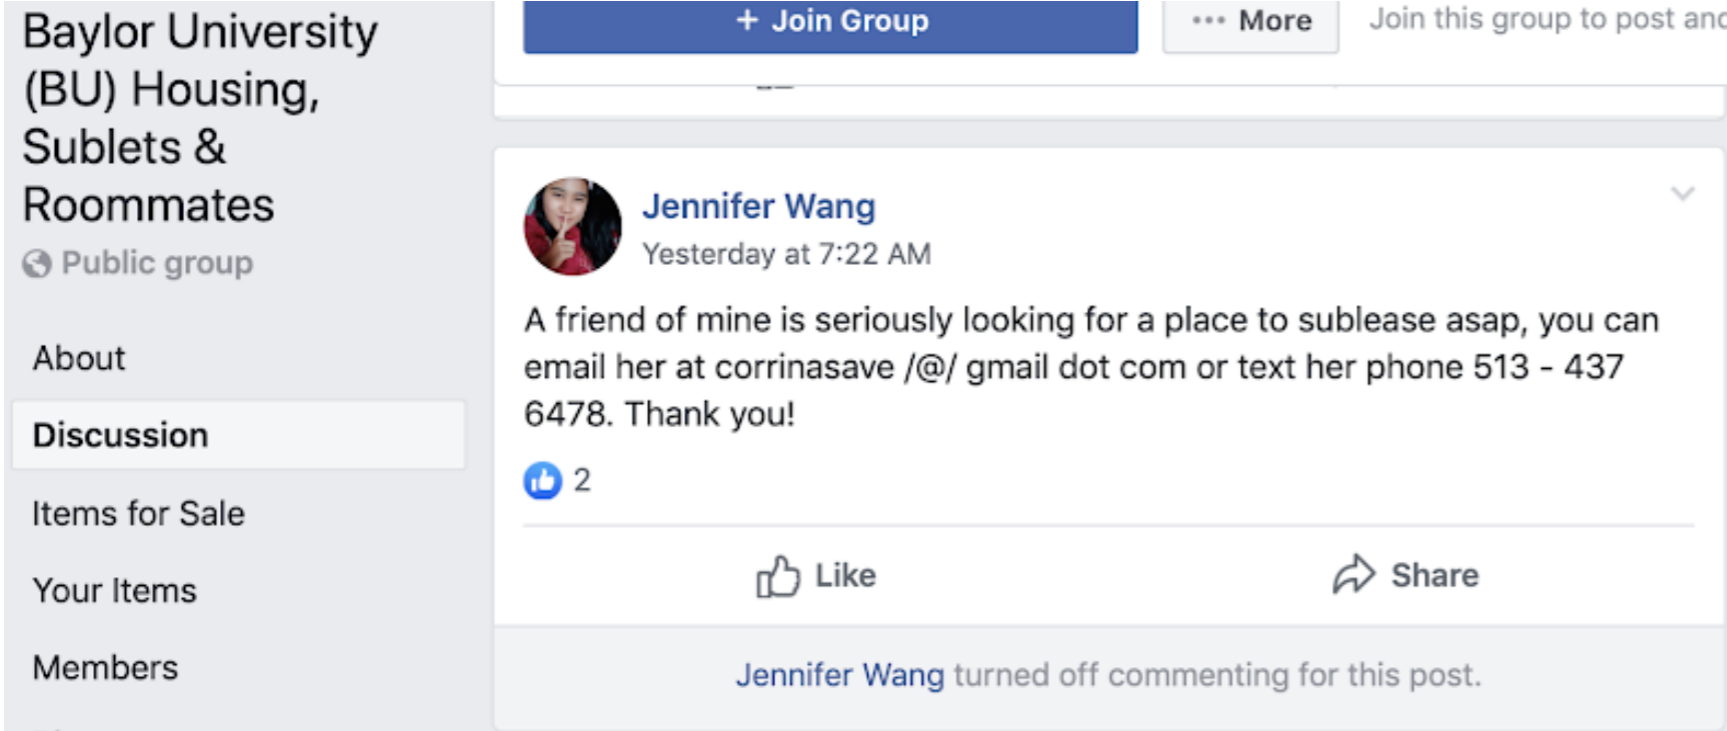 Baylor University
(BU) Housing,
Sublets &
Roommates
Public group
About
Discussion
Items for Sale
Your Items
Members
+ Join Group
••• More
Join this group to post and
Jennifer Wang
Yesterday at 7:22 AM
A friend of mine is seriously looking for a place to sublease asap, you can
email her at corrinasave /@/ gmail dot com or text her phone 513 - 437
6478. Thank you!
2
Like
Share
Jennifer Wang turned off commenting for this post.